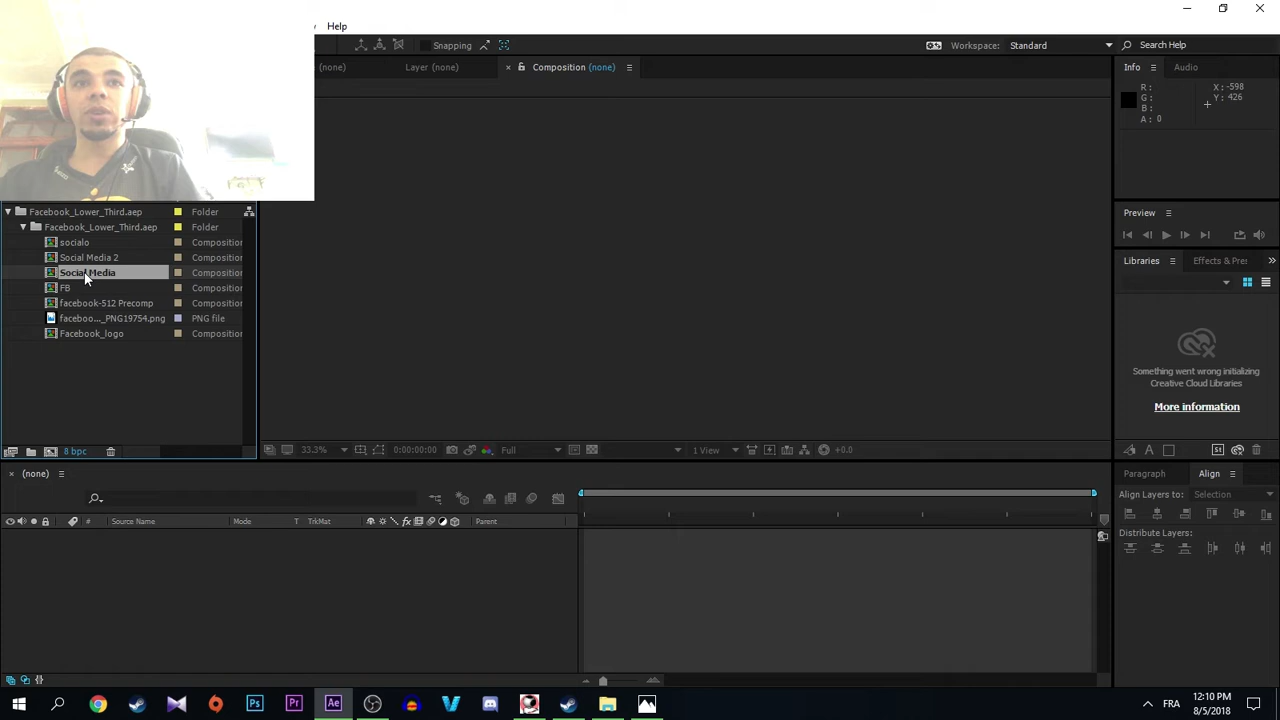 Help
Snapping
Workspace: Standard
Search Help
(none)
Layer (none)
× Composition (none)
Info
Audio
R:
G:
B:
A: 0
X: -598
Y: 426
Preview
Libraries
Effects & Pre:
Something went wrong initializing
Creative Cloud Libraries
More information
Facebook_Lower_Third.aep Folder
Facebook_Lower_Third.aep Folder
socialo Composition
Social Media 2 Composition
Social Media Composition
FB Composition
facebook-512 Precomp Composition
faceboo..._PNG19754.png PNG file
Facebook_logo Composition
8 bpc
33.3%
0:00:00:00
Full
1 View
+0.0
× (none)
Paragraph
Align
Align Layers to: Selection
Distribute Layers:
# Source Name Mode T TrkMat Parent
Ps Pr Ae
FRA
12:10 PM
8/5/2018